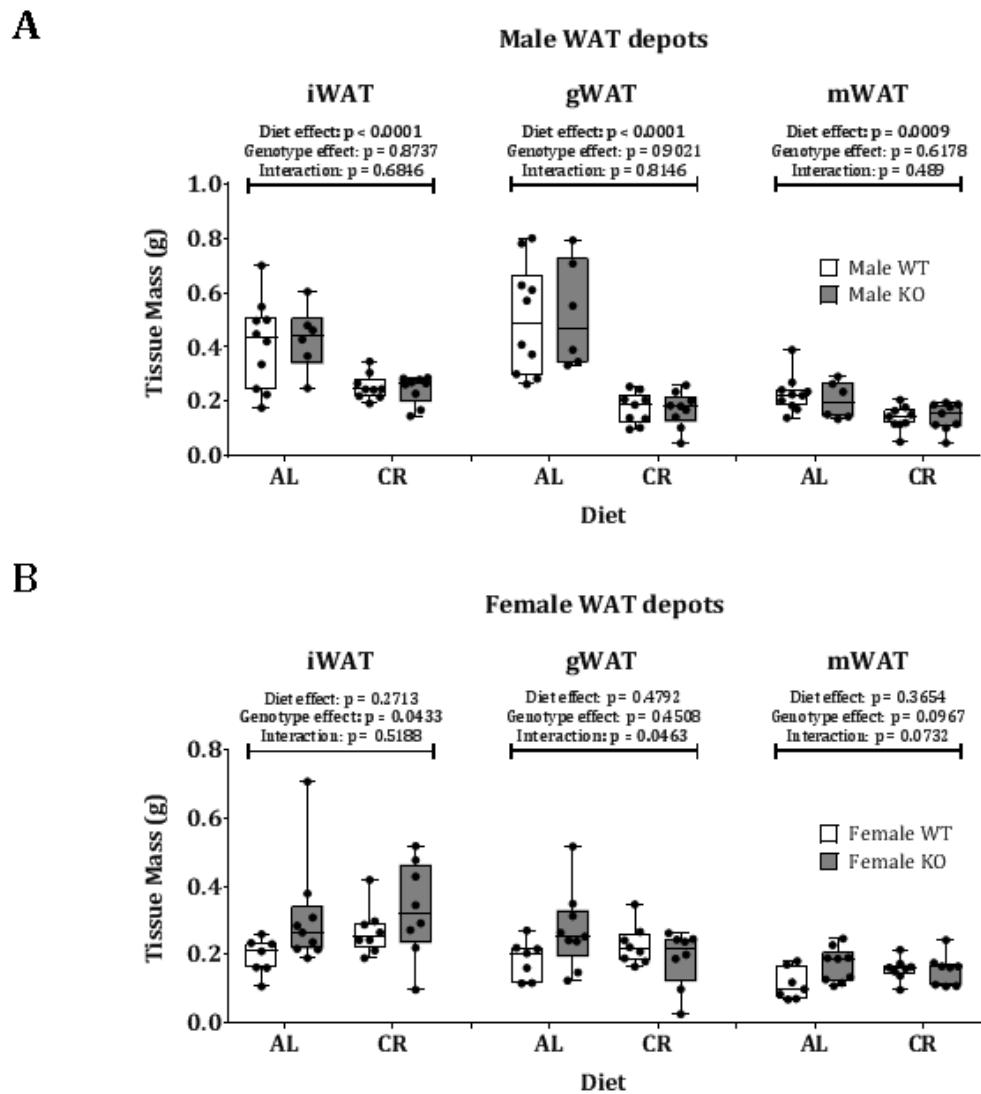 A
Male WAT depots
iWAT gWAT mWAT
Diet effect: p < 0.0001 Diet effect: p < 0.0001 Diet effect: p = 0.0009
Genotype effect: p = 0.8737 Genotype effect: p = 0.9021 Genotype effect: p = 0.6178
Interaction: p = 0.6846 Interaction: p = 0.8146 Interaction: p = 0.489
1.0
0.8
0.6
0.4
0.2
0.0
Tissue Mass (g)
Male WT
Male KO
AL CR AL CR AL CR
Diet
B
Female WAT depots
iWAT gWAT mWAT
Diet effect: p = 0.2713 Diet effect: p = 0.4792 Diet effect: p = 0.3654
Genotype effect: p = 0.0433 Genotype effect: p = 0.4508 Genotype effect: p = 0.0967
Interaction: p = 0.5188 Interaction: p = 0.0463 Interaction: p = 0.0732
0.8
0.6
0.4
0.2
0.0
Tissue Mass (g)
Female WT
Female KO
AL CR AL CR AL CR
Diet